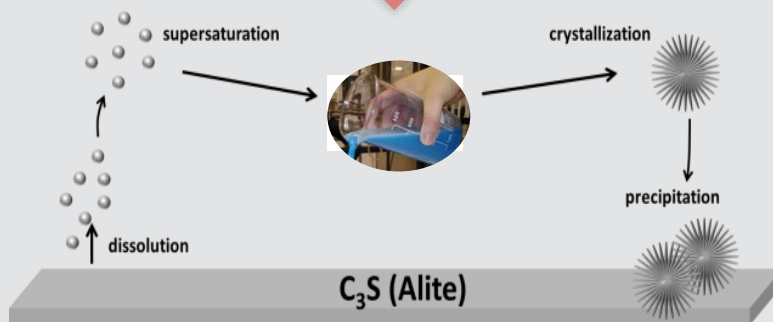 supersaturation
crystallization
precipitation
dissolution
C₃S (Alite)